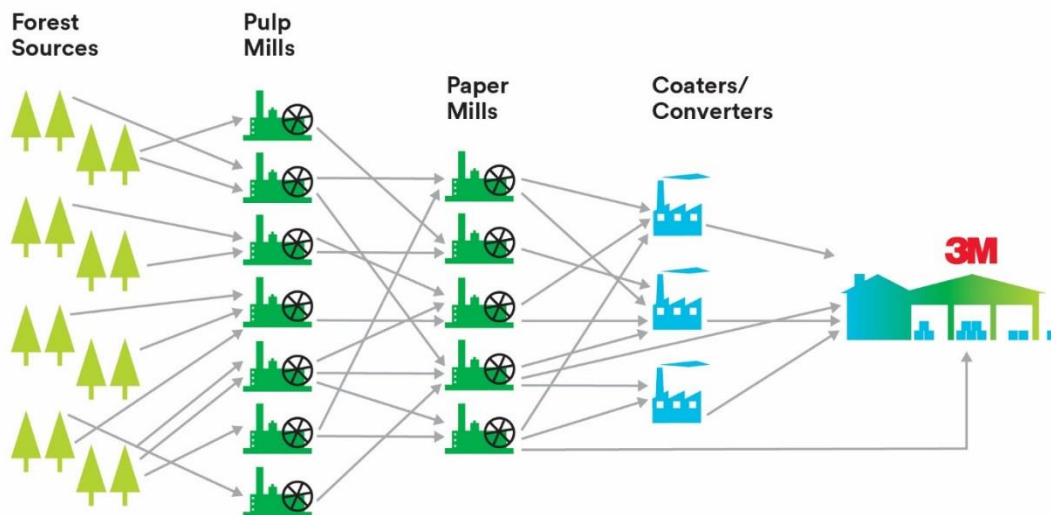 Forest
Sources
Pulp
Mills
Paper
Mills
Coaters/
Converters
3M